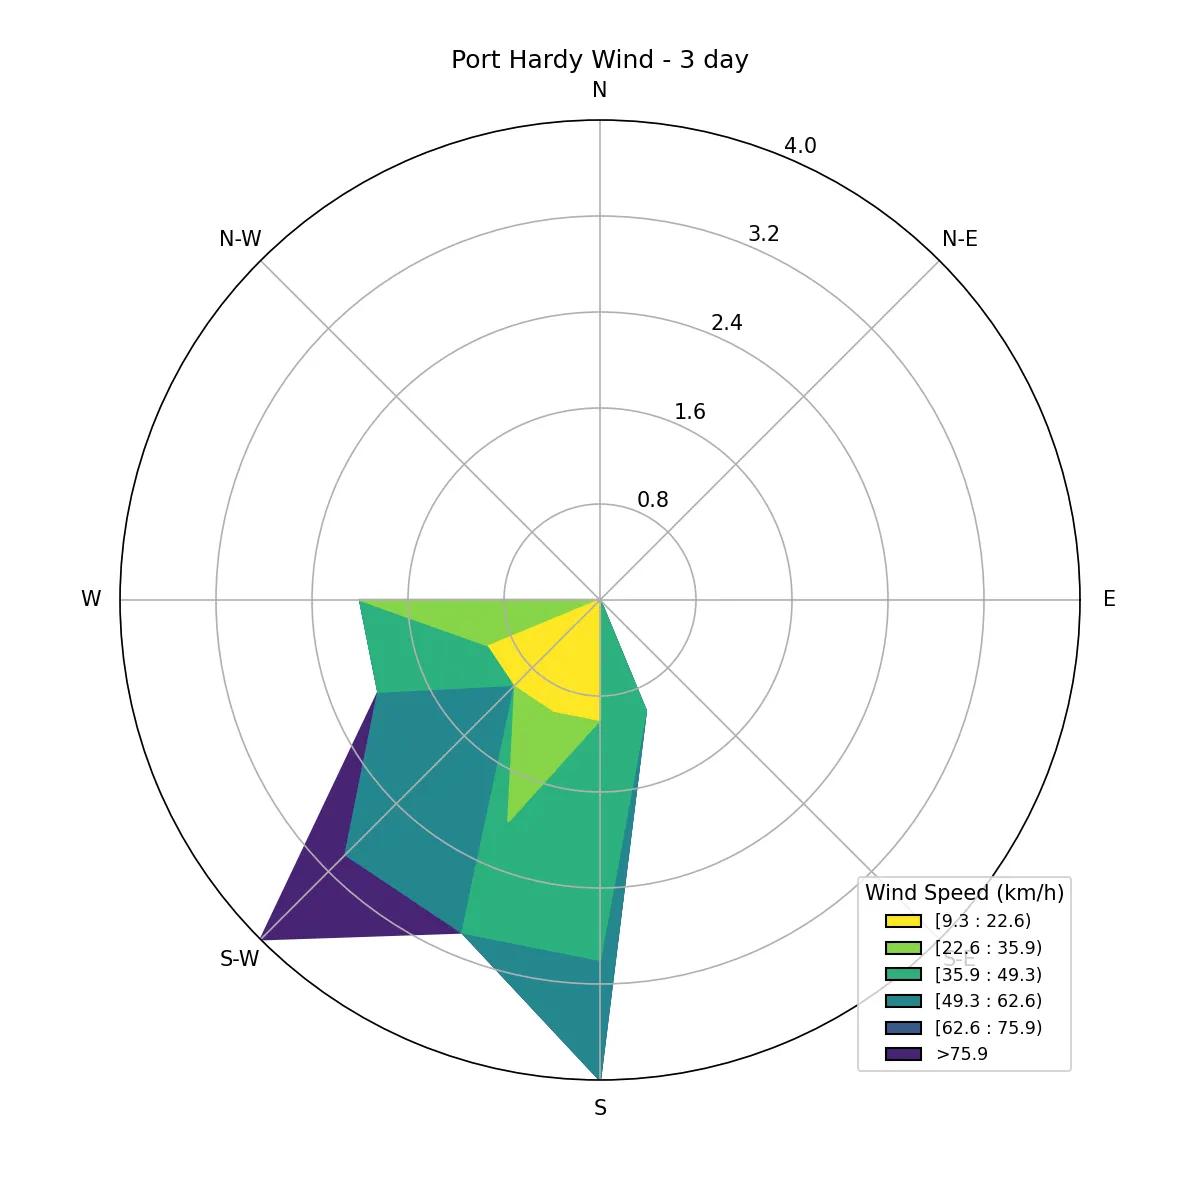 Port Hardy Wind - 3 day
N
4.0
N-W
3.2
N-E
2.4
1.6
0.8
W
E
Wind Speed (km/h)
[9.3 : 22.6)
[22.6 : 35.9)
S-W
S-E
[35.9 : 49.3)
[49.3 : 62.6)
[62.6 : 75.9)
>75.9
S